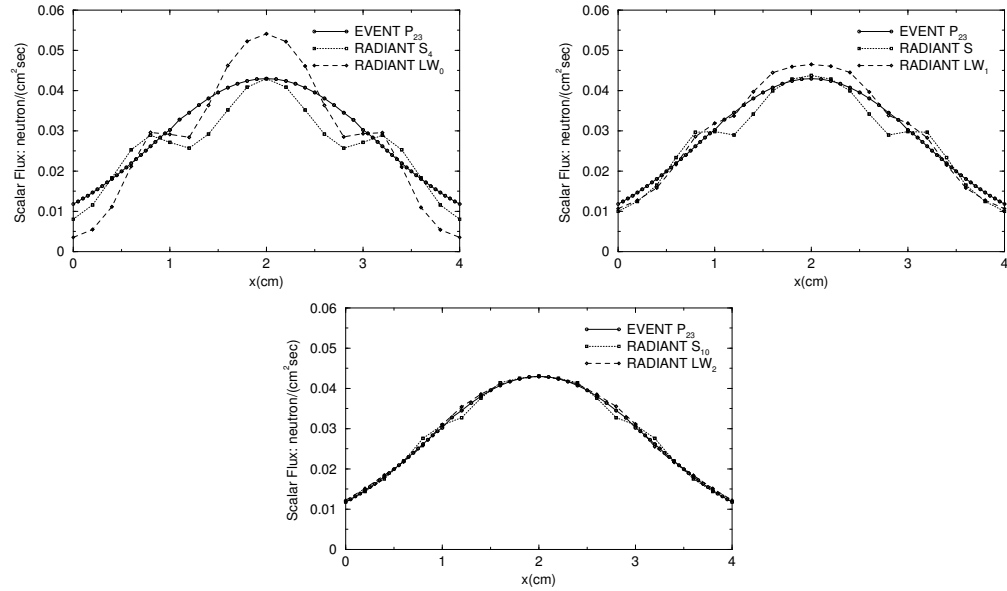 0.06
0.05
0.04
0.03
0.02
0.01
0
Scalar Flux: neutron/(cm²sec)
EVENT P₂₃
RADIANT S₄
RADIANT LW₀
0 1 2 3 4
x(cm)
0.06
0.05
0.04
0.03
0.02
0.01
0
Scalar Flux: neutron/(cm²sec)
EVENT P₂₃
RADIANT S
RADIANT LW₁
0 1 2 3 4
x(cm)
0.06
0.05
0.04
0.03
0.02
0.01
0
Scalar Flux: neutron/(cm²sec)
EVENT P₂₃
RADIANT S₁₀
RADIANT LW₂
0 1 2 3 4
x(cm)